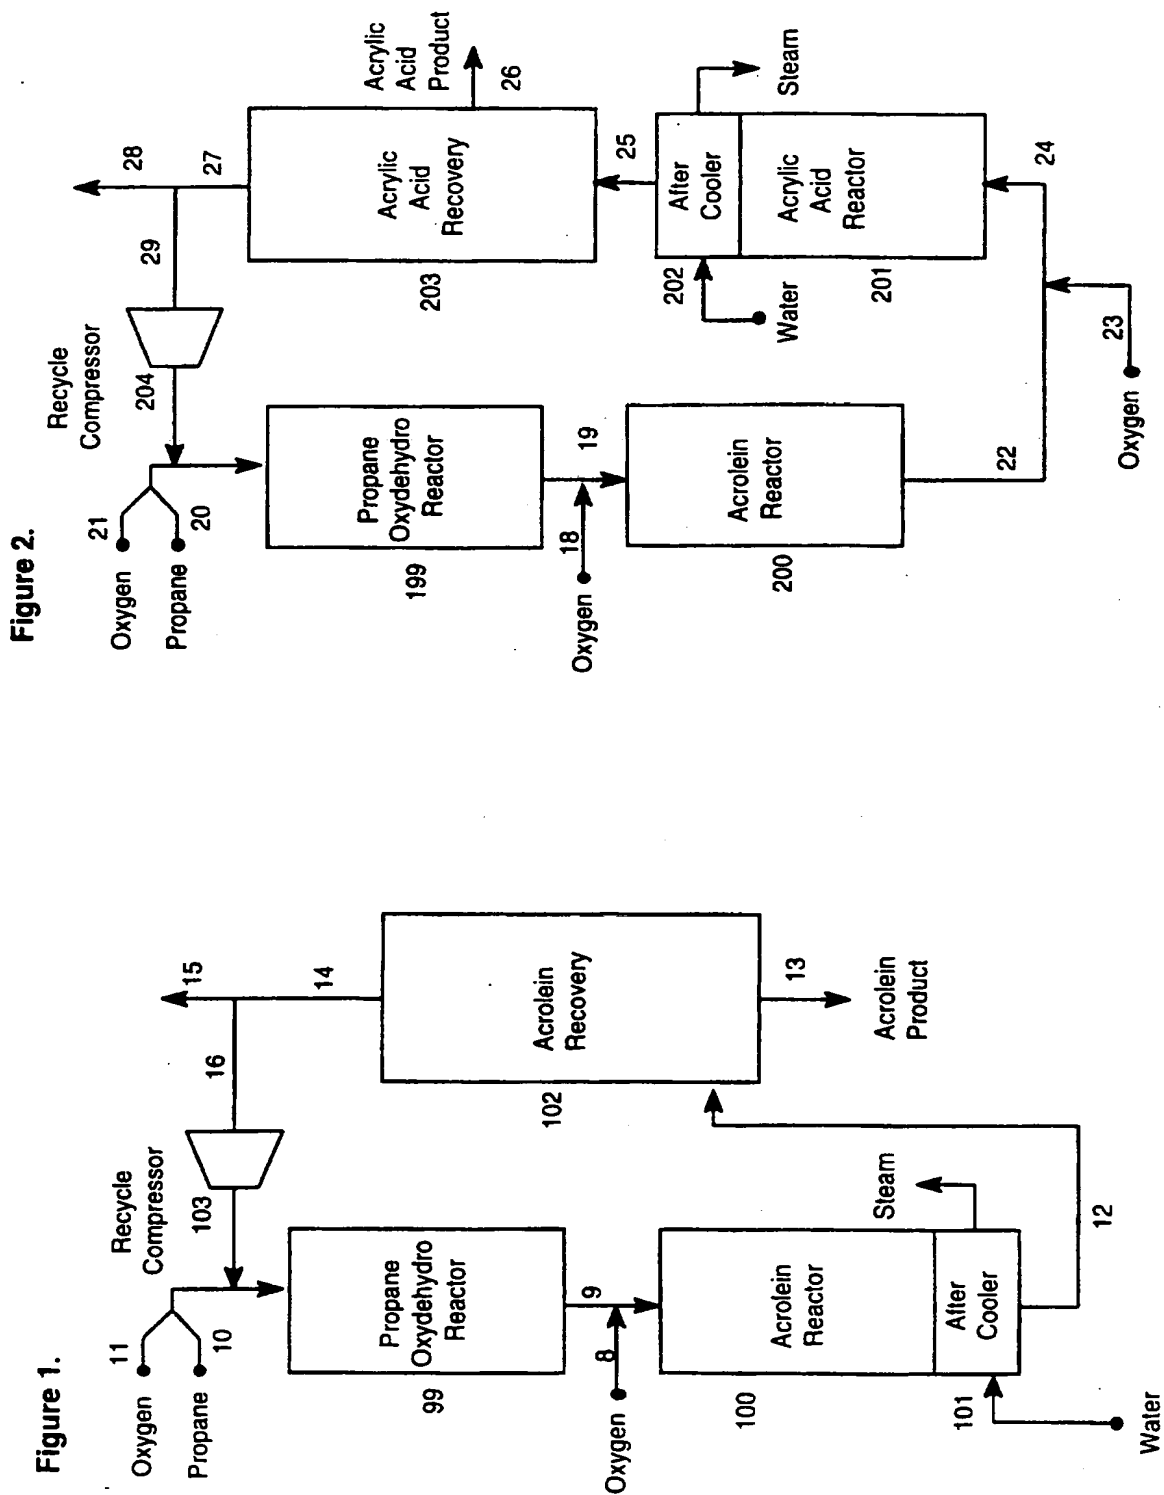 Figure 1.
Oxygen
11
Propane
10
Recycle
Compressor
103
16
15
14
Propane
Oxydehydro
Reactor
99
Oxygen
8
9
Acrolein
Reactor
100
After
Cooler
101
Water
Steam
12
Acrolein
Recovery
102
13
Acrolein
Product
Figure 2.
Oxygen
21
Propane
20
Recycle
Compressor
204
29
28
27
Propane
Oxydehydro
Reactor
199
Oxygen
18
19
Acrolein
Reactor
200
22
Oxygen
23
24
Acrylic
Acid
Reactor
201
After
Cooler
202
Water
Steam
25
Acrylic
Acid
Recovery
203
Acrylic
Acid
Product
26